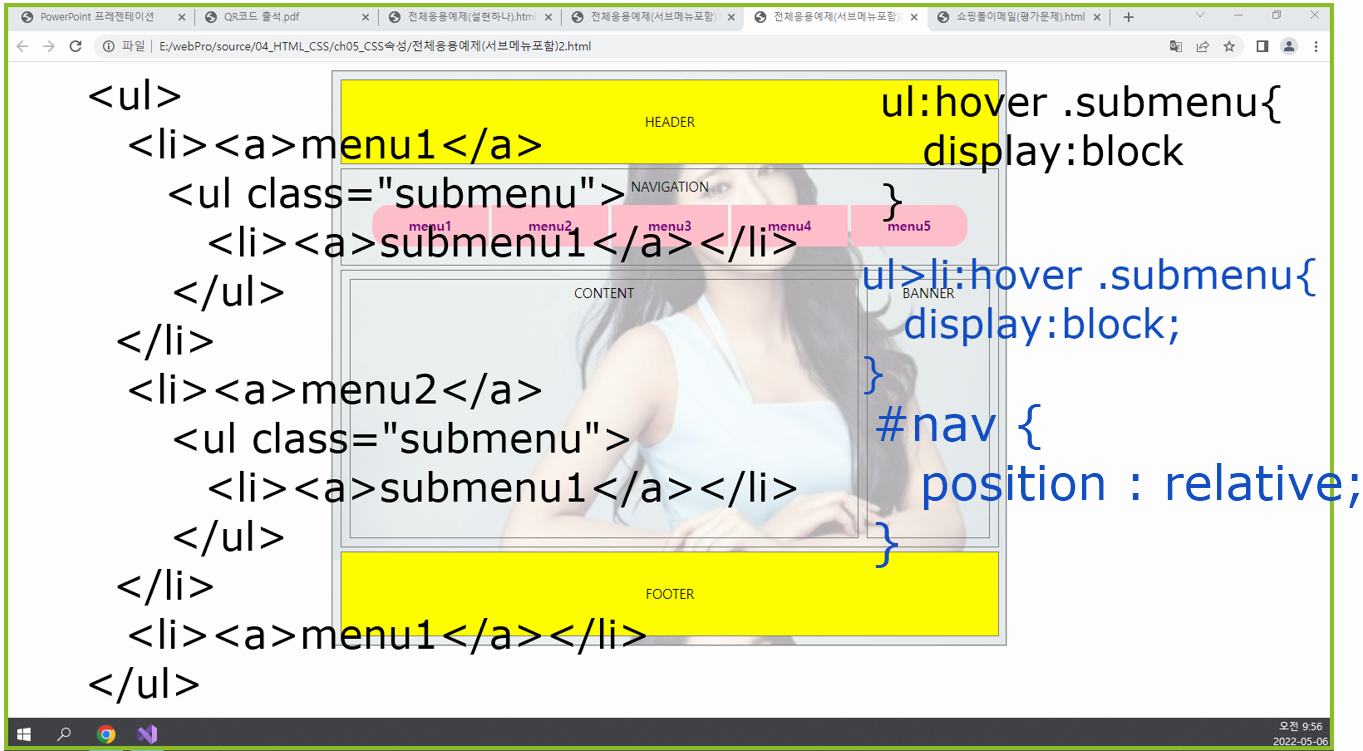 PowerPoint 프레젠테이션
QR코드 출석.pdf
전체응용예제(설현하나).html
전체응용예제(서브메뉴포함)
전체응용예제(서브메뉴포함)2
쇼핑몰이메일(평가문제).html
파일 | E:/webPro/source/04_HTML_CSS/ch05_CSS속성/전체응용예제(서브메뉴포함)2.html
<ul>
<li><a>menu1</a>
<ul class="submenu">
<li><a>submenu1</a></li>
</ul>
</li>
<li><a>menu2</a>
<ul class="submenu">
<li><a>submenu1</a></li>
</ul>
</li>
<li><a>menu1</a></li>
</ul>
ul:hover .submenu{
display:block
}
ul>li:hover .submenu{
display:block;
}
#nav {
position : relative;
}
HEADER
NAVIGATION
menu1 menu2 menu3 menu4 menu5
CONTENT
BANNER
FOOTER
오전 9:56
2022-05-06